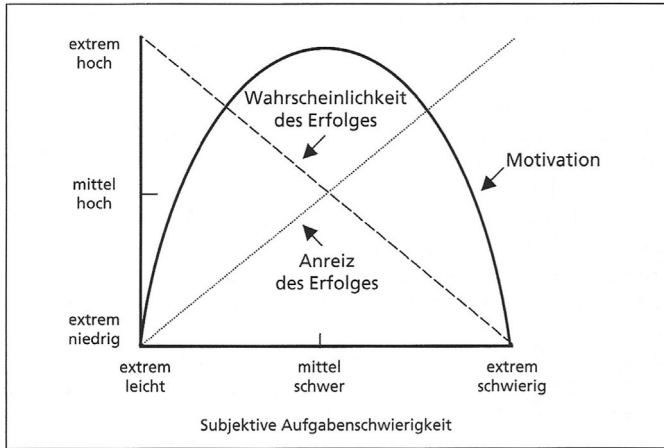 extrem
hoch
Wahrscheinlichkeit
des Erfolges
Motivation
mittel
hoch
Anreiz
des Erfolges
extrem
niedrig
extrem
leicht
mittel
schwer
extrem
schwierig
Subjektive Aufgabenschwierigkeit